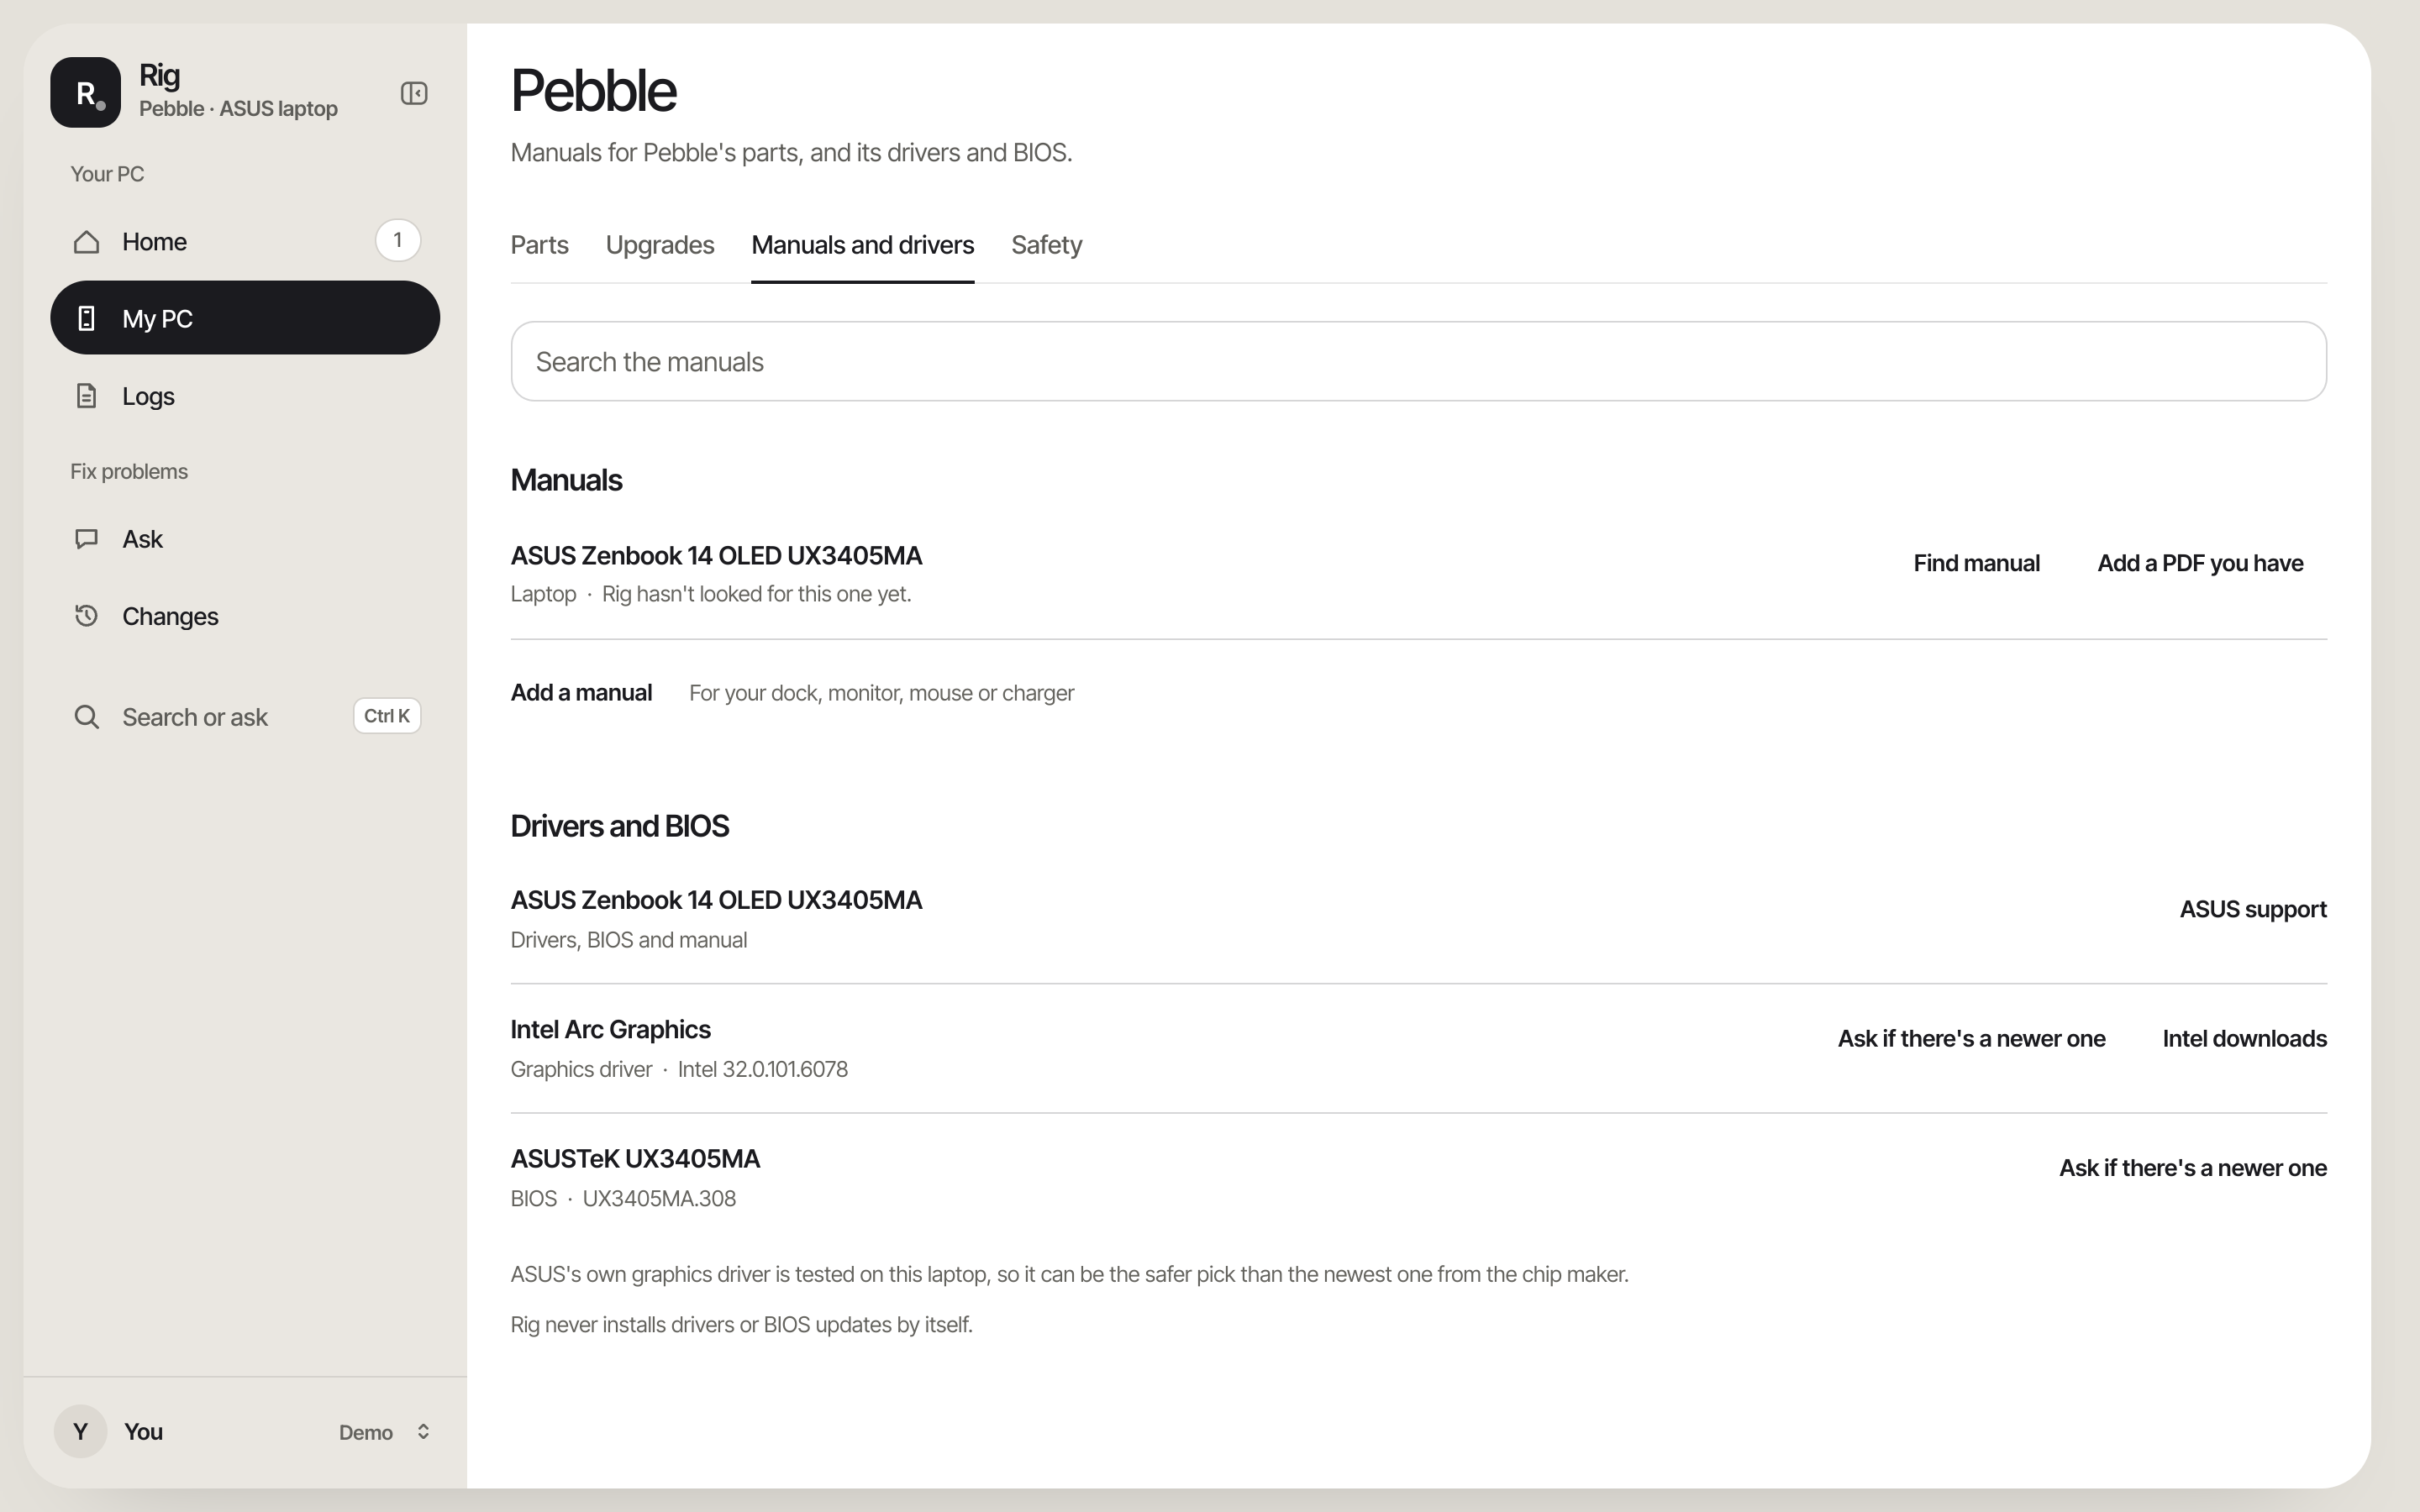 R.
Rig
Pebble · ASUS laptop
Your PC
Home 1
My PC
Logs
Fix problems
Ask
Changes
Search or ask Ctrl K
Y You Demo
Pebble
Manuals for Pebble's parts, and its drivers and BIOS.
Parts Upgrades Manuals and drivers Safety
Search the manuals
Manuals
ASUS Zenbook 14 OLED UX3405MA
Laptop · Rig hasn't looked for this one yet.
Find manual Add a PDF you have
Add a manual For your dock, monitor, mouse or charger
Drivers and BIOS
ASUS Zenbook 14 OLED UX3405MA
Drivers, BIOS and manual
ASUS support
Intel Arc Graphics
Graphics driver · Intel 32.0.101.6078
Ask if there's a newer one Intel downloads
ASUSTeK UX3405MA
BIOS · UX3405MA.308
Ask if there's a newer one
ASUS's own graphics driver is tested on this laptop, so it can be the safer pick than the newest one from the chip maker.
Rig never installs drivers or BIOS updates by itself.